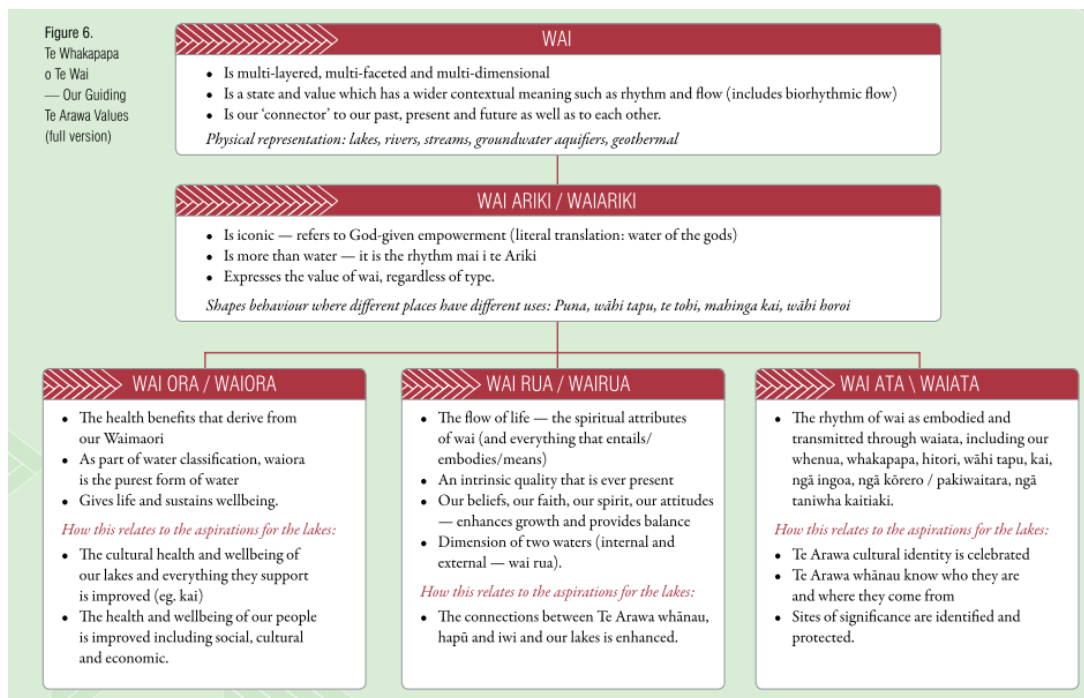 Figure 6.
Te Whakapapa
o Te Wai
— Our Guiding
Te Arawa Values
(full version)
WAI
• Is multi-layered, multi-faceted and multi-dimensional
• Is a state and value which has a wider contextual meaning such as rhythm and flow (includes biorhythmic flow)
• Is our ‘connector’ to our past, present and future as well as to each other.
Physical representation: lakes, rivers, streams, groundwater aquifiers, geothermal
WAI ARIKI / WAIARIKI
• Is iconic — refers to God-given empowerment (literal translation: water of the gods)
• Is more than water — it is the rhythm mai i te Ariki
• Expresses the value of wai, regardless of type.
Shapes behaviour where different places have different uses: Puna, wāhi tapu, te tohi, mahinga kai, wāhi horoi
WAI ORA / WAIORA
• The health benefits that derive from
our Waimaori
• As part of water classification, waiora
is the purest form of water
• Gives life and sustains wellbeing.
How this relates to the aspirations for the lakes:
• The cultural health and wellbeing of
our lakes and everything they support
is improved (eg. kai)
• The health and wellbeing of our people
is improved including social, cultural
and economic.
WAI RUA / WAIRUA
• The flow of life — the spiritual attributes
of wai (and everything that entails/
embodies/means)
• An intrinsic quality that is ever present
• Our beliefs, our faith, our spirit, our attitudes
— enhances growth and provides balance
• Dimension of two waters (internal and
external — wai rua).
How this relates to the aspirations for the lakes:
• The connections between Te Arawa whānau,
hapū and iwi and our lakes is enhanced.
WAI ATA \ WAIATA
• The rhythm of wai as embodied and
transmitted through waiata, including our
whenua, whakapapa, hitori, wāhi tapu, kai,
ngā ingoa, ngā kōrero / pakiwaitara, ngā
taniwha kaitiaki.
How this relates to the aspirations for the lakes:
• Te Arawa cultural identity is celebrated
• Te Arawa whānau know who they are
and where they come from
• Sites of significance are identified and
protected.